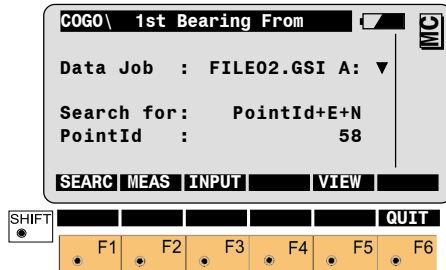 COGO\ 1st Bearing From
MC
Data Job : FILE02.GSI A: ▼
Search for: PointId+E+N
PointId : 58
SEARC MEAS INPUT VIEW
SHIFT QUIT
F1 F2 F3 F4 F5 F6